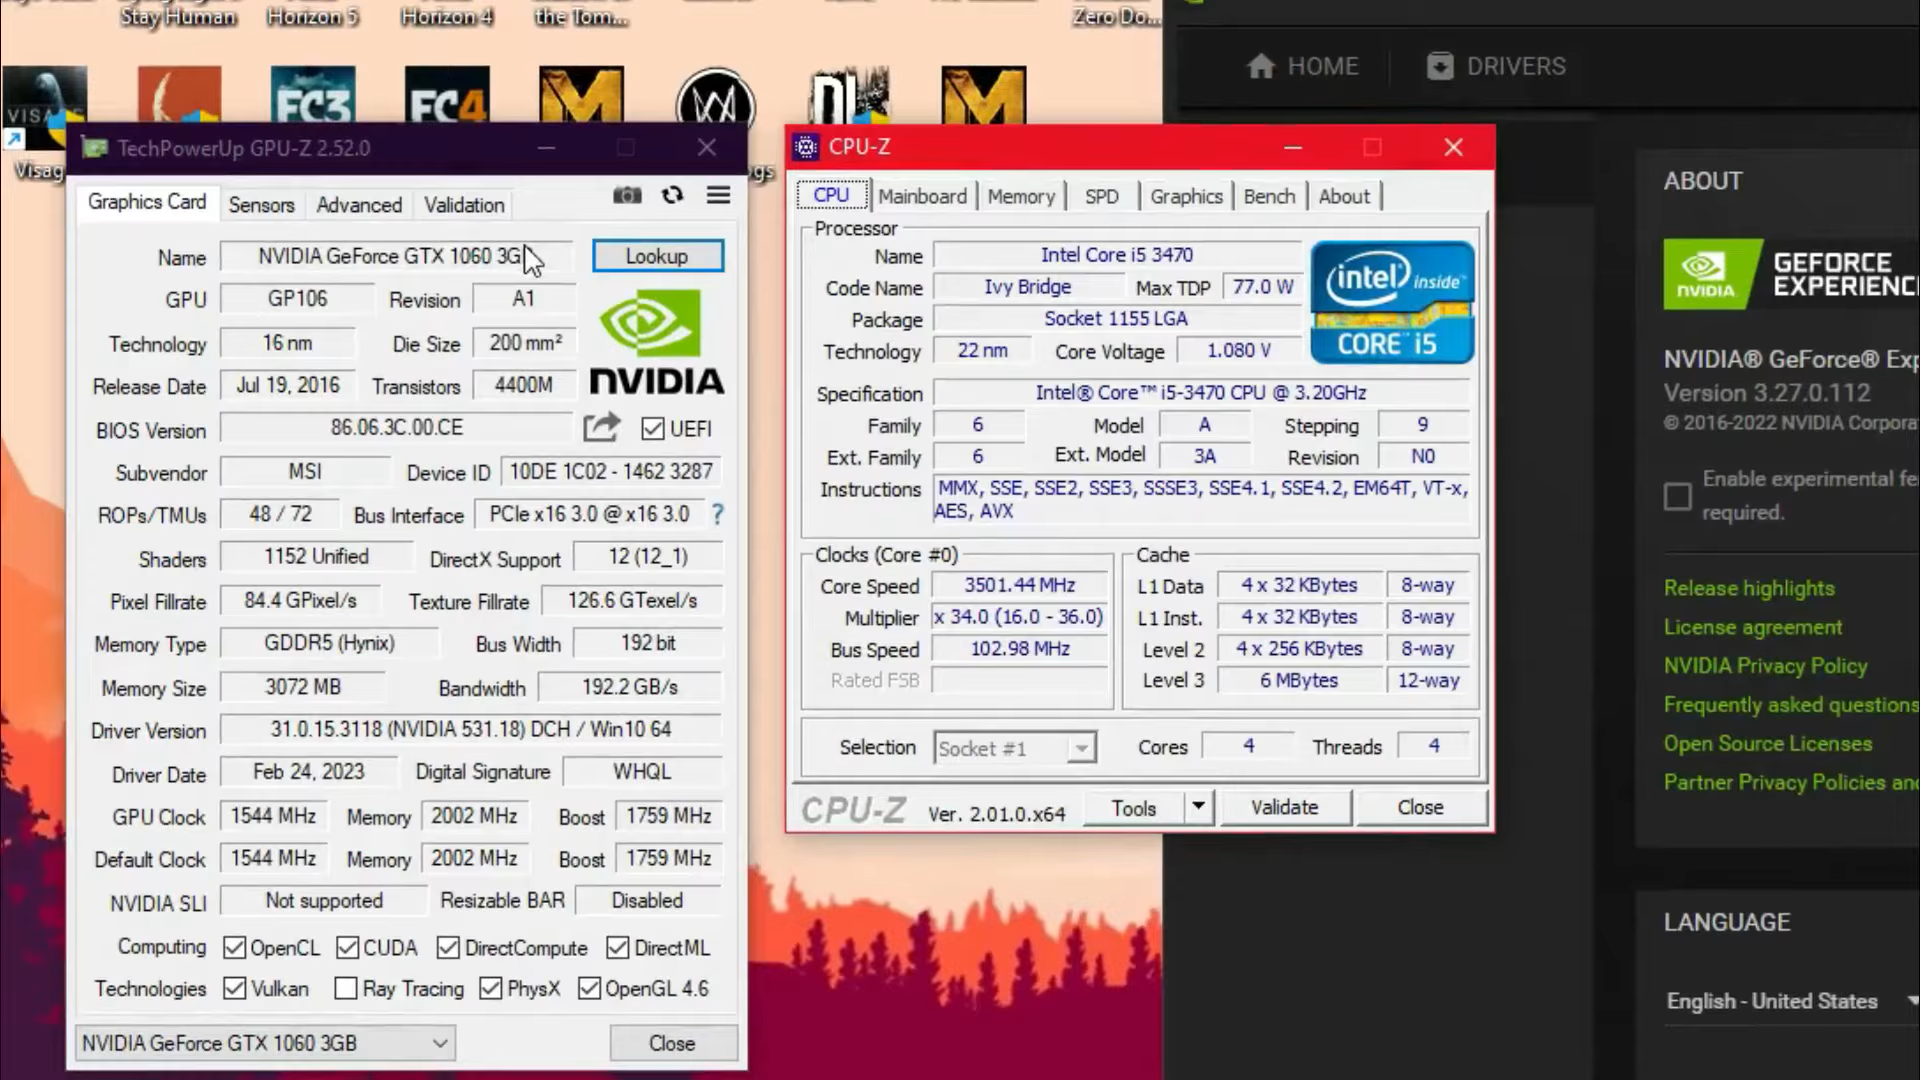 Stay Human
Horizon 5
Horizon 4
the Tom...
Zero Do...
HOME
DRIVERS
VISA
FC3
FC4
DL
Visag
gs
TechPowerUp GPU-Z 2.52.0
Graphics Card
Sensors
Advanced
Validation
Name NVIDIA GeForce GTX 1060 3G Lookup
GPU GP106 Revision A1
Technology 16 nm Die Size 200 mm²
Release Date Jul 19, 2016 Transistors 4400M
NVIDIA
BIOS Version 86.06.3C.00.CE UEFI
Subvendor MSI Device ID 10DE 1C02 - 1462 3287
ROPs/TMUs 48 / 72 Bus Interface PCIe x16 3.0 @ x16 3.0 ?
Shaders 1152 Unified DirectX Support 12 (12_1)
Pixel Fillrate 84.4 GPixel/s Texture Fillrate 126.6 GTexel/s
Memory Type GDDR5 (Hynix) Bus Width 192 bit
Memory Size 3072 MB Bandwidth 192.2 GB/s
Driver Version 31.0.15.3118 (NVIDIA 531.18) DCH / Win10 64
Driver Date Feb 24, 2023 Digital Signature WHQL
GPU Clock 1544 MHz Memory 2002 MHz Boost 1759 MHz
Default Clock 1544 MHz Memory 2002 MHz Boost 1759 MHz
NVIDIA SLI Not supported Resizable BAR Disabled
Computing OpenCL CUDA DirectCompute DirectML
Technologies Vulkan Ray Tracing PhysX OpenGL 4.6
NVIDIA GeForce GTX 1060 3GB Close
CPU-Z
CPU Mainboard Memory SPD Graphics Bench About
Processor
Name Intel Core i5 3470
Code Name Ivy Bridge Max TDP 77.0 W
Package Socket 1155 LGA
Technology 22 nm Core Voltage 1.080 V
intel inside
CORE i5
Specification Intel® Core™ i5-3470 CPU @ 3.20GHz
Family 6 Model A Stepping 9
Ext. Family 6 Ext. Model 3A Revision N0
Instructions MMX, SSE, SSE2, SSE3, SSSE3, SSE4.1, SSE4.2, EM64T, VT-x,
AES, AVX
Clocks (Core #0)
Core Speed 3501.44 MHz
Multiplier x 34.0 (16.0 - 36.0)
Bus Speed 102.98 MHz
Rated FSB
Cache
L1 Data 4 x 32 KBytes 8-way
L1 Inst. 4 x 32 KBytes 8-way
Level 2 4 x 256 KBytes 8-way
Level 3 6 MBytes 12-way
Selection Socket #1 Cores 4 Threads 4
CPU-Z Ver. 2.01.0.x64 Tools Validate Close
ABOUT
NVIDIA
GEFORCE
EXPERIENC
NVIDIA® GeForce® Exp
Version 3.27.0.112
© 2016-2022 NVIDIA Corpora
Enable experimental fe
required.
Release highlights
License agreement
NVIDIA Privacy Policy
Frequently asked questions
Open Source Licenses
Partner Privacy Policies and
LANGUAGE
English - United States